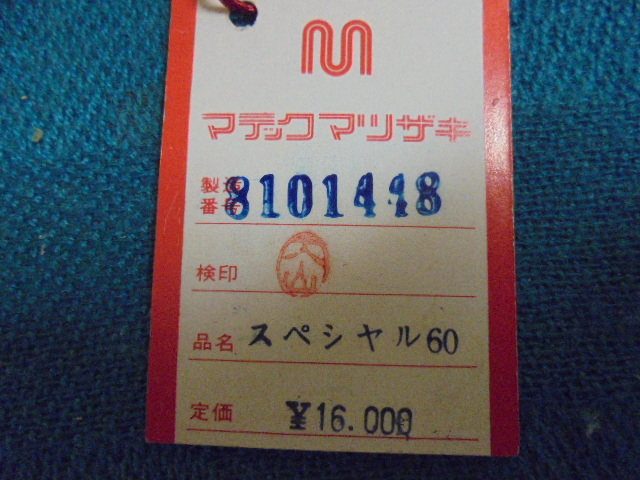 マテックマツザキ
製造番号 8101448
検印
品名 スペシャル60
定価 ¥16.000